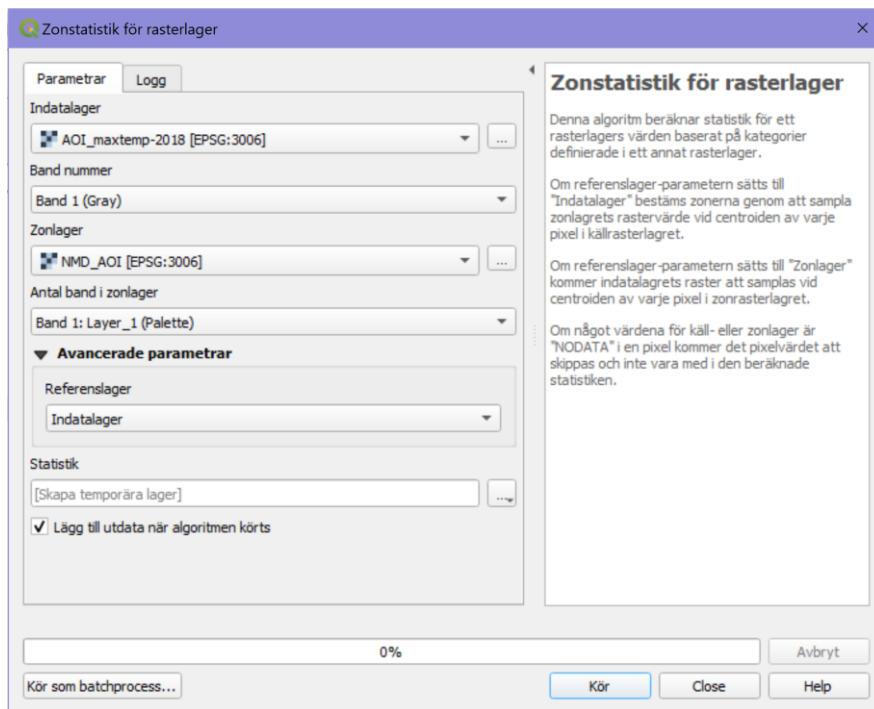 Zonstatistik för rasterlager
Parametrar
Logg
Indatalager
AOI_maxtemp-2018 [EPSG:3006]
...
Band nummer
Band 1 (Gray)
Zonlager
NMD_AOI [EPSG:3006]
...
Antal band i zonlager
Band 1: Layer_1 (Palette)
Avancerade parametrar
Referenslager
Indatalager
Statistik
[Skapa temporära lager]
...
Lägg till utdata när algoritmen körts
Zonstatistik för rasterlager
Denna algoritm beräknar statistik för ett
rasterlagers värden baserat på kategorier
definierade i ett annat rasterlager.
Om referenslager-parametern sätts till
"Indatalager" bestäms zonerna genom att sampla
zonlagrets rastervärde vid centroiden av varje
pixel i källrasterlagret.
Om referenslager-parametern sätts till "Zonlager"
kommer indatalagrets raster att samplas vid
centroiden av varje pixel i zonrasterlagret.
Om något värdena för käll- eller zonlager är
"NODATA" i en pixel kommer det pixelvärdet att
skippas och inte vara med i den beräknade
statistiken.
0%
Avbryt
Kör som batchprocess...
Kör
Close
Help